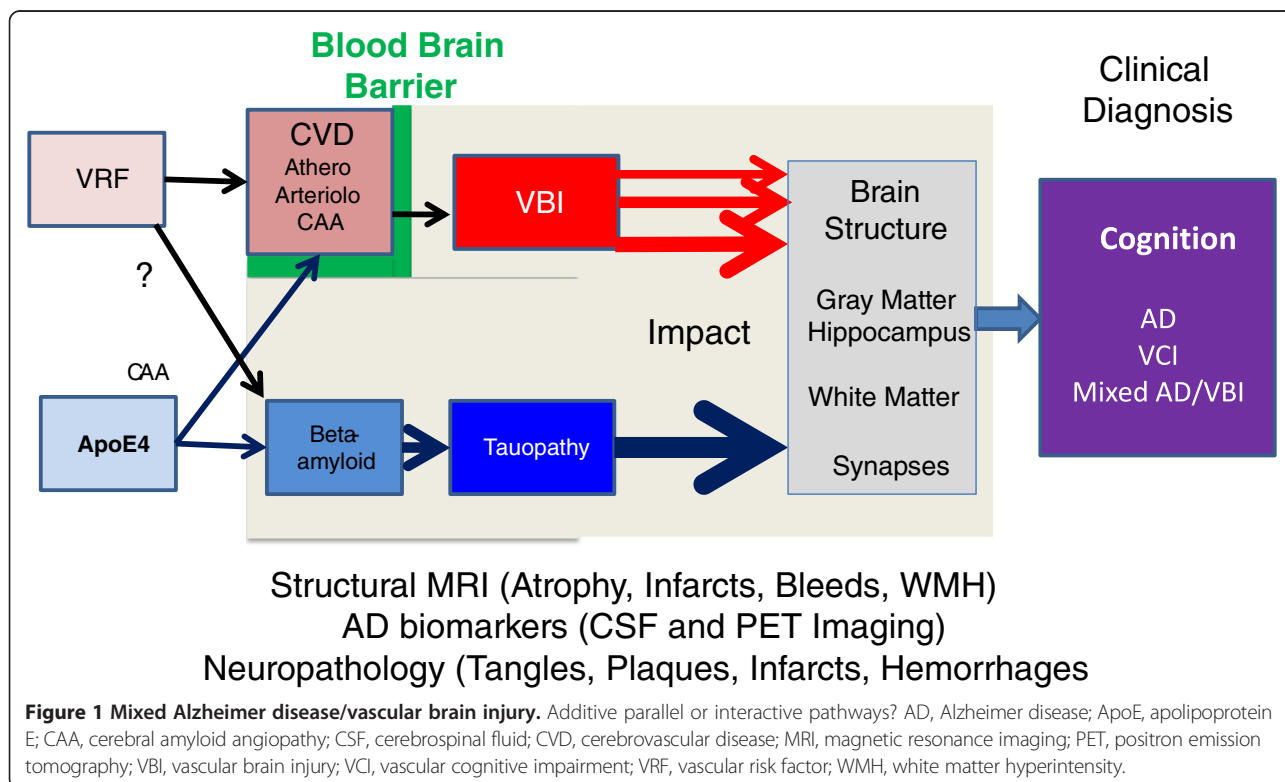 Blood Brain
Barrier
Clinical
Diagnosis
VRF
CVD
Athero
Arteriolo
CAA
VBI
Brain
Structure
Gray Matter
Hippocampus
White Matter
Synapses
Cognition
AD
VCI
Mixed AD/VBI
?
Impact
CAA
ApoE4
Beta-
amyloid
Tauopathy
Structural MRI (Atrophy, Infarcts, Bleeds, WMH)
AD biomarkers (CSF and PET Imaging)
Neuropathology (Tangles, Plaques, Infarcts, Hemorrhages
Figure 1 Mixed Alzheimer disease/vascular brain injury. Additive parallel or interactive pathways? AD, Alzheimer disease; ApoE, apolipoprotein
E; CAA, cerebral amyloid angiopathy; CSF, cerebrospinal fluid; CVD, cerebrovascular disease; MRI, magnetic resonance imaging; PET, positron emission
tomography; VBI, vascular brain injury; VCI, vascular cognitive impairment; VRF, vascular risk factor; WMH, white matter hyperintensity.